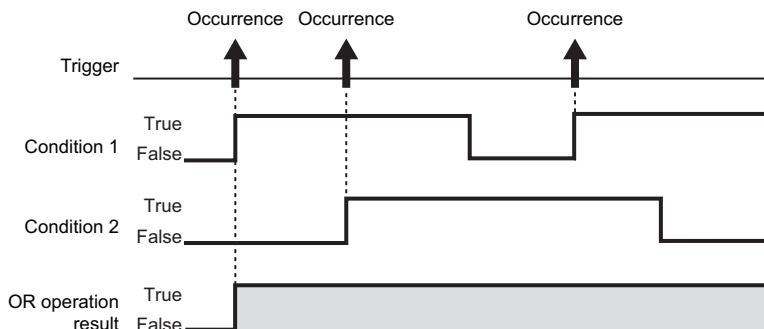 Occurrence Occurrence Occurrence
Trigger
True
Condition 1
False
True
Condition 2
False
OR operation
result
True
False